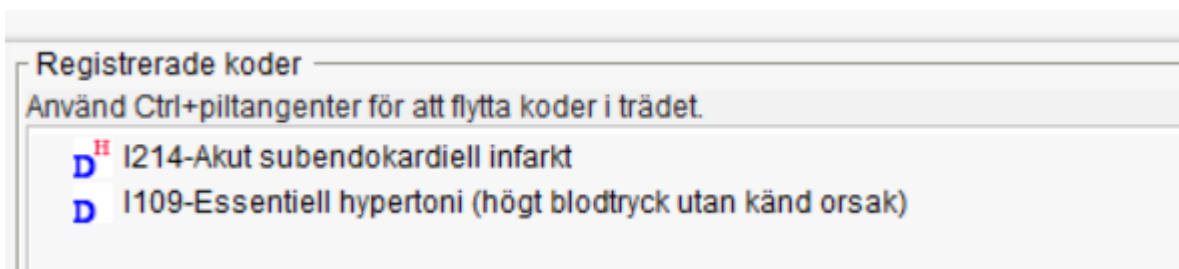 Registrerade koder
Använd Ctrl+piltangenter för att flytta koder i trädet.
D H I214-Akut subendokardiell infarkt
D I109-Essentiell hypertoni (högt blodtryck utan känd orsak)